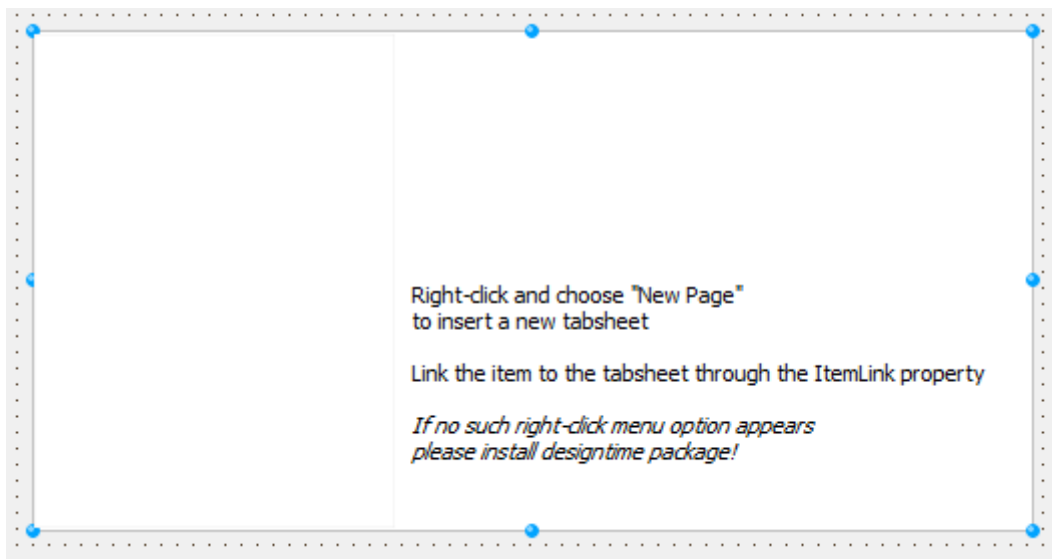 Right-click and choose "New Page"
to insert a new tabsheet
Link the item to the tabsheet through the ItemLink property
If no such right-click menu option appears
please install designtime package!